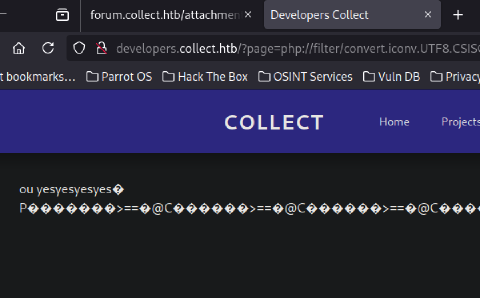 forum.collect.htb/attachmen
Developers Collect
developers.collect.htb/?page=php://filter/convert.iconv.UTF8.CSISO
t bookmarks...
Parrot OS
Hack The Box
OSINT Services
Vuln DB
Privacy
COLLECT
Home
Projects
ou yesyesyesyes�
P�������>==�@C������>==�@C������>==�@C����